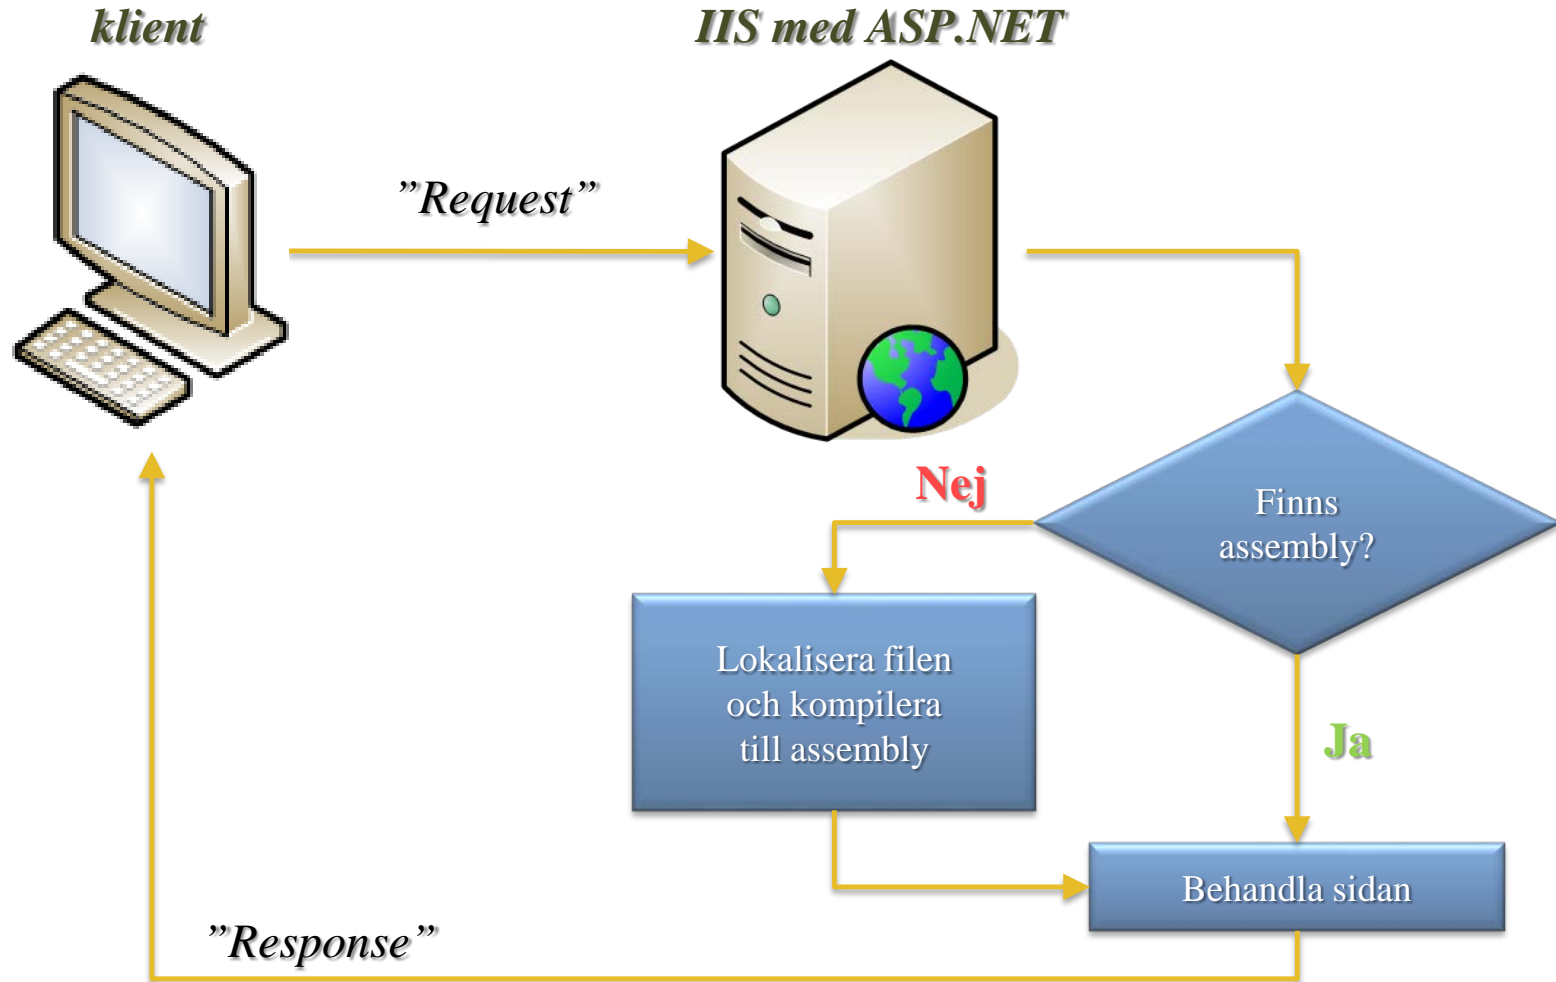 klient
IIS med ASP.NET
”Request”
Nej
Finns
assembly?
Lokalisera filen
och kompilera
till assembly
Ja
Behandla sidan
”Response”